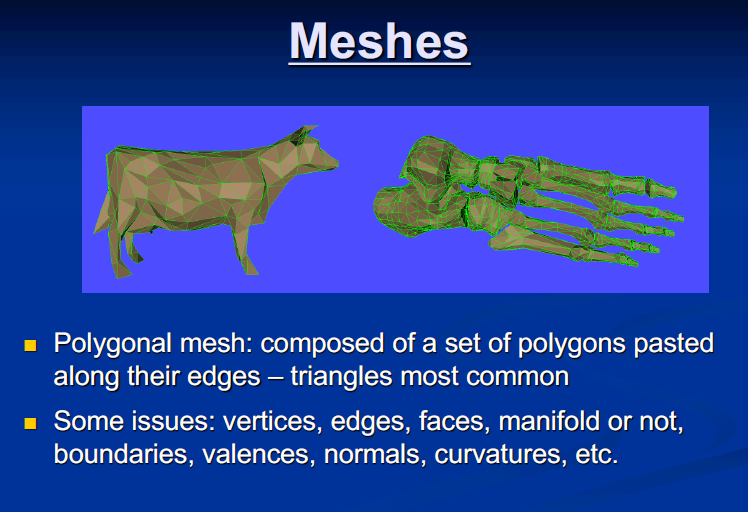 Meshes
Polygonal mesh: composed of a set of polygons pasted
along their edges – triangles most common
Some issues: vertices, edges, faces, manifold or not,
boundaries, valences, normals, curvatures, etc.